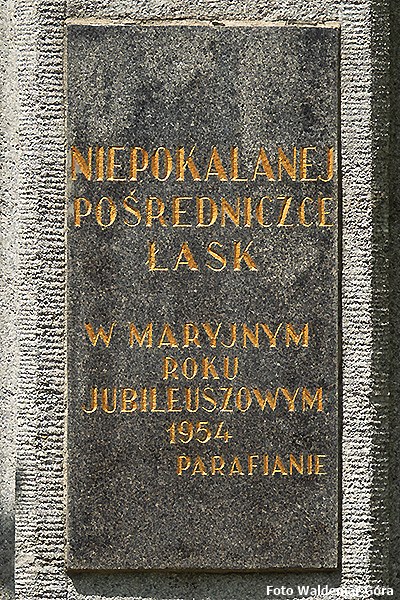 NIEPOKALANEJ
POŚREDNICZCE
ŁASK
W MARYJNYM
ROKU
JUBILEUSZOWYM
1954
PARAFIANIE
Foto Waldemar Góra